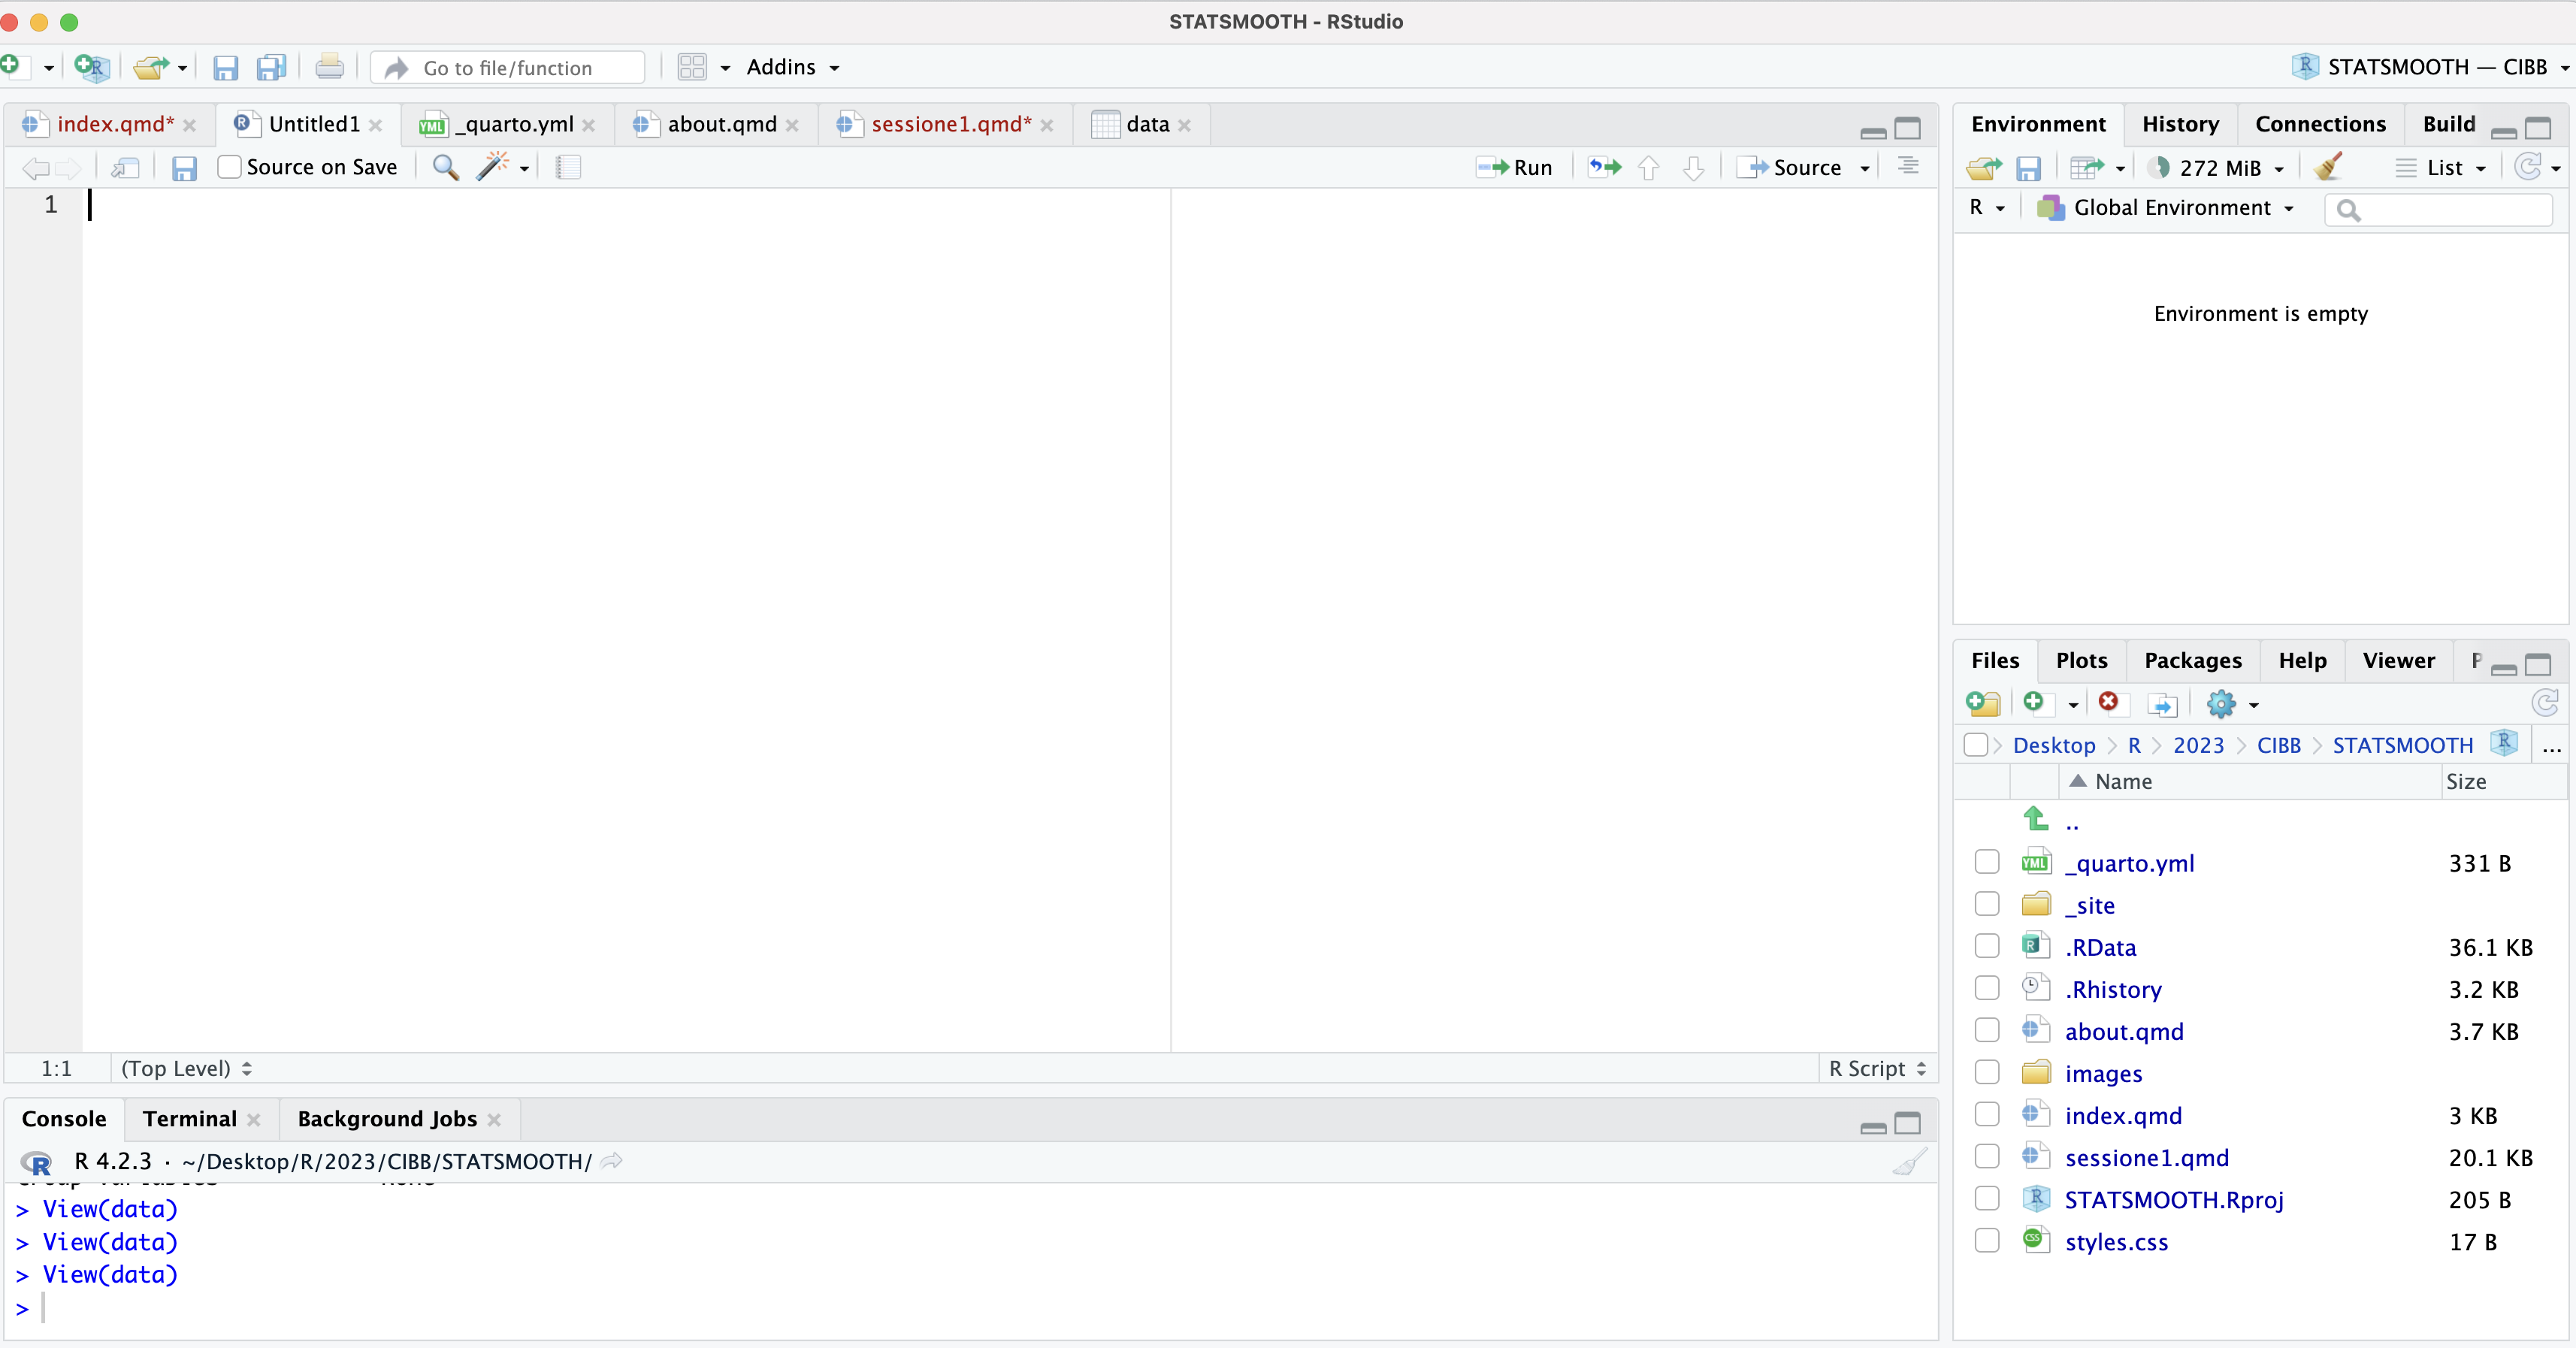 STATSMOOTH - RStudio
Go to file/function Addins STATSMOOTH — CIBB
index.qmd* Untitled1 _quarto.yml about.qmd sessione1.qmd* data
Source on Save Run Source
1
1:1 (Top Level) R Script
Console Terminal Background Jobs
R 4.2.3 · ~/Desktop/R/2023/CIBB/STATSMOOTH/
> View(data)
> View(data)
> View(data)
>
Environment History Connections Build
272 MiB List
R Global Environment
Environment is empty
Files Plots Packages Help Viewer
Desktop R 2023 CIBB STATSMOOTH ...
Name Size
..
_quarto.yml 331 B
_site
.RData 36.1 KB
.Rhistory 3.2 KB
about.qmd 3.7 KB
images
index.qmd 3 KB
sessione1.qmd 20.1 KB
STATSMOOTH.Rproj 205 B
styles.css 17 B